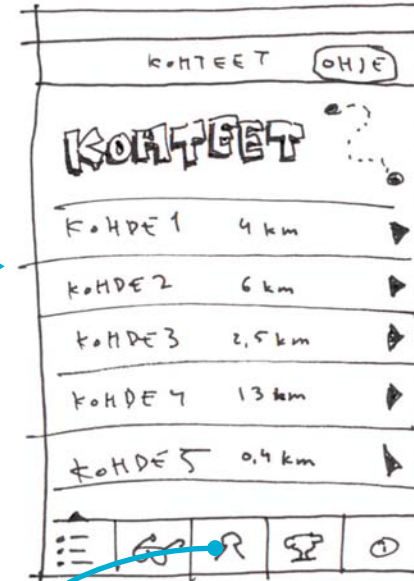 KOHTEET OHJE
KOHTEET
KOHDE 1 4 km
KOHDE 2 6 km
KOHDE 3 2,5 km
KOHDE 4 13 km
KOHDE 5 0,4 km